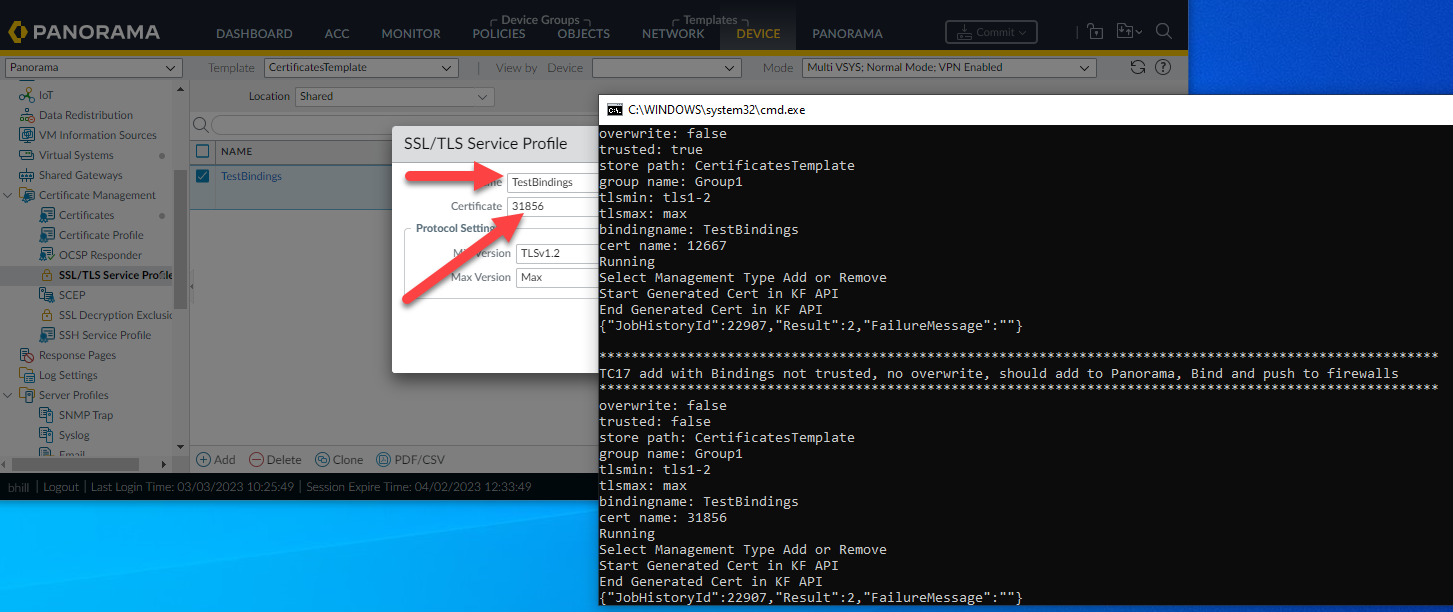 PANORAMA
DASHBOARD
ACC
MONITOR
Device Groups
POLICIES
OBJECTS
Templates
NETWORK
DEVICE
PANORAMA
Commit
Panorama
Template
CertificatesTemplate
View by
Device
Mode
Multi VSYS; Normal Mode; VPN Enabled
Location
Shared
IoT
Data Redistribution
VM Information Sources
Virtual Systems
Shared Gateways
Certificate Management
Certificates
Certificate Profile
OCSP Responder
SSL/TLS Service Profile
SCEP
SSL Decryption Exclusio
SSH Service Profile
Response Pages
Log Settings
Server Profiles
SNMP Trap
Syslog
Email
NAME
TestBindings
SSL/TLS Service Profile
TestBindings
Certificate
31856
Protocol Setting
Version
TLSv1.2
Max Version
Max
Add
Delete
Clone
PDF/CSV
bhill | Logout | Last Login Time: 03/03/2023 10:25:49 | Session Expire Time: 04/02/2023 12:33:49
C:\WINDOWS\system32\cmd.exe
overwrite: false
trusted: true
store path: CertificatesTemplate
group name: Group1
tlsmin: tls1-2
tlsmax: max
bindingname: TestBindings
cert name: 12667
Running
Select Management Type Add or Remove
Start Generated Cert in KF API
End Generated Cert in KF API
{"JobHistoryId":22907,"Result":2,"FailureMessage":""}
*********************************************************************************************************
TC17 add with Bindings not trusted, no overwrite, should add to Panorama, Bind and push to firewalls
*********************************************************************************************************
overwrite: false
trusted: false
store path: CertificatesTemplate
group name: Group1
tlsmin: tls1-2
tlsmax: max
bindingname: TestBindings
cert name: 31856
Running
Select Management Type Add or Remove
Start Generated Cert in KF API
End Generated Cert in KF API
{"JobHistoryId":22907,"Result":2,"FailureMessage":""}